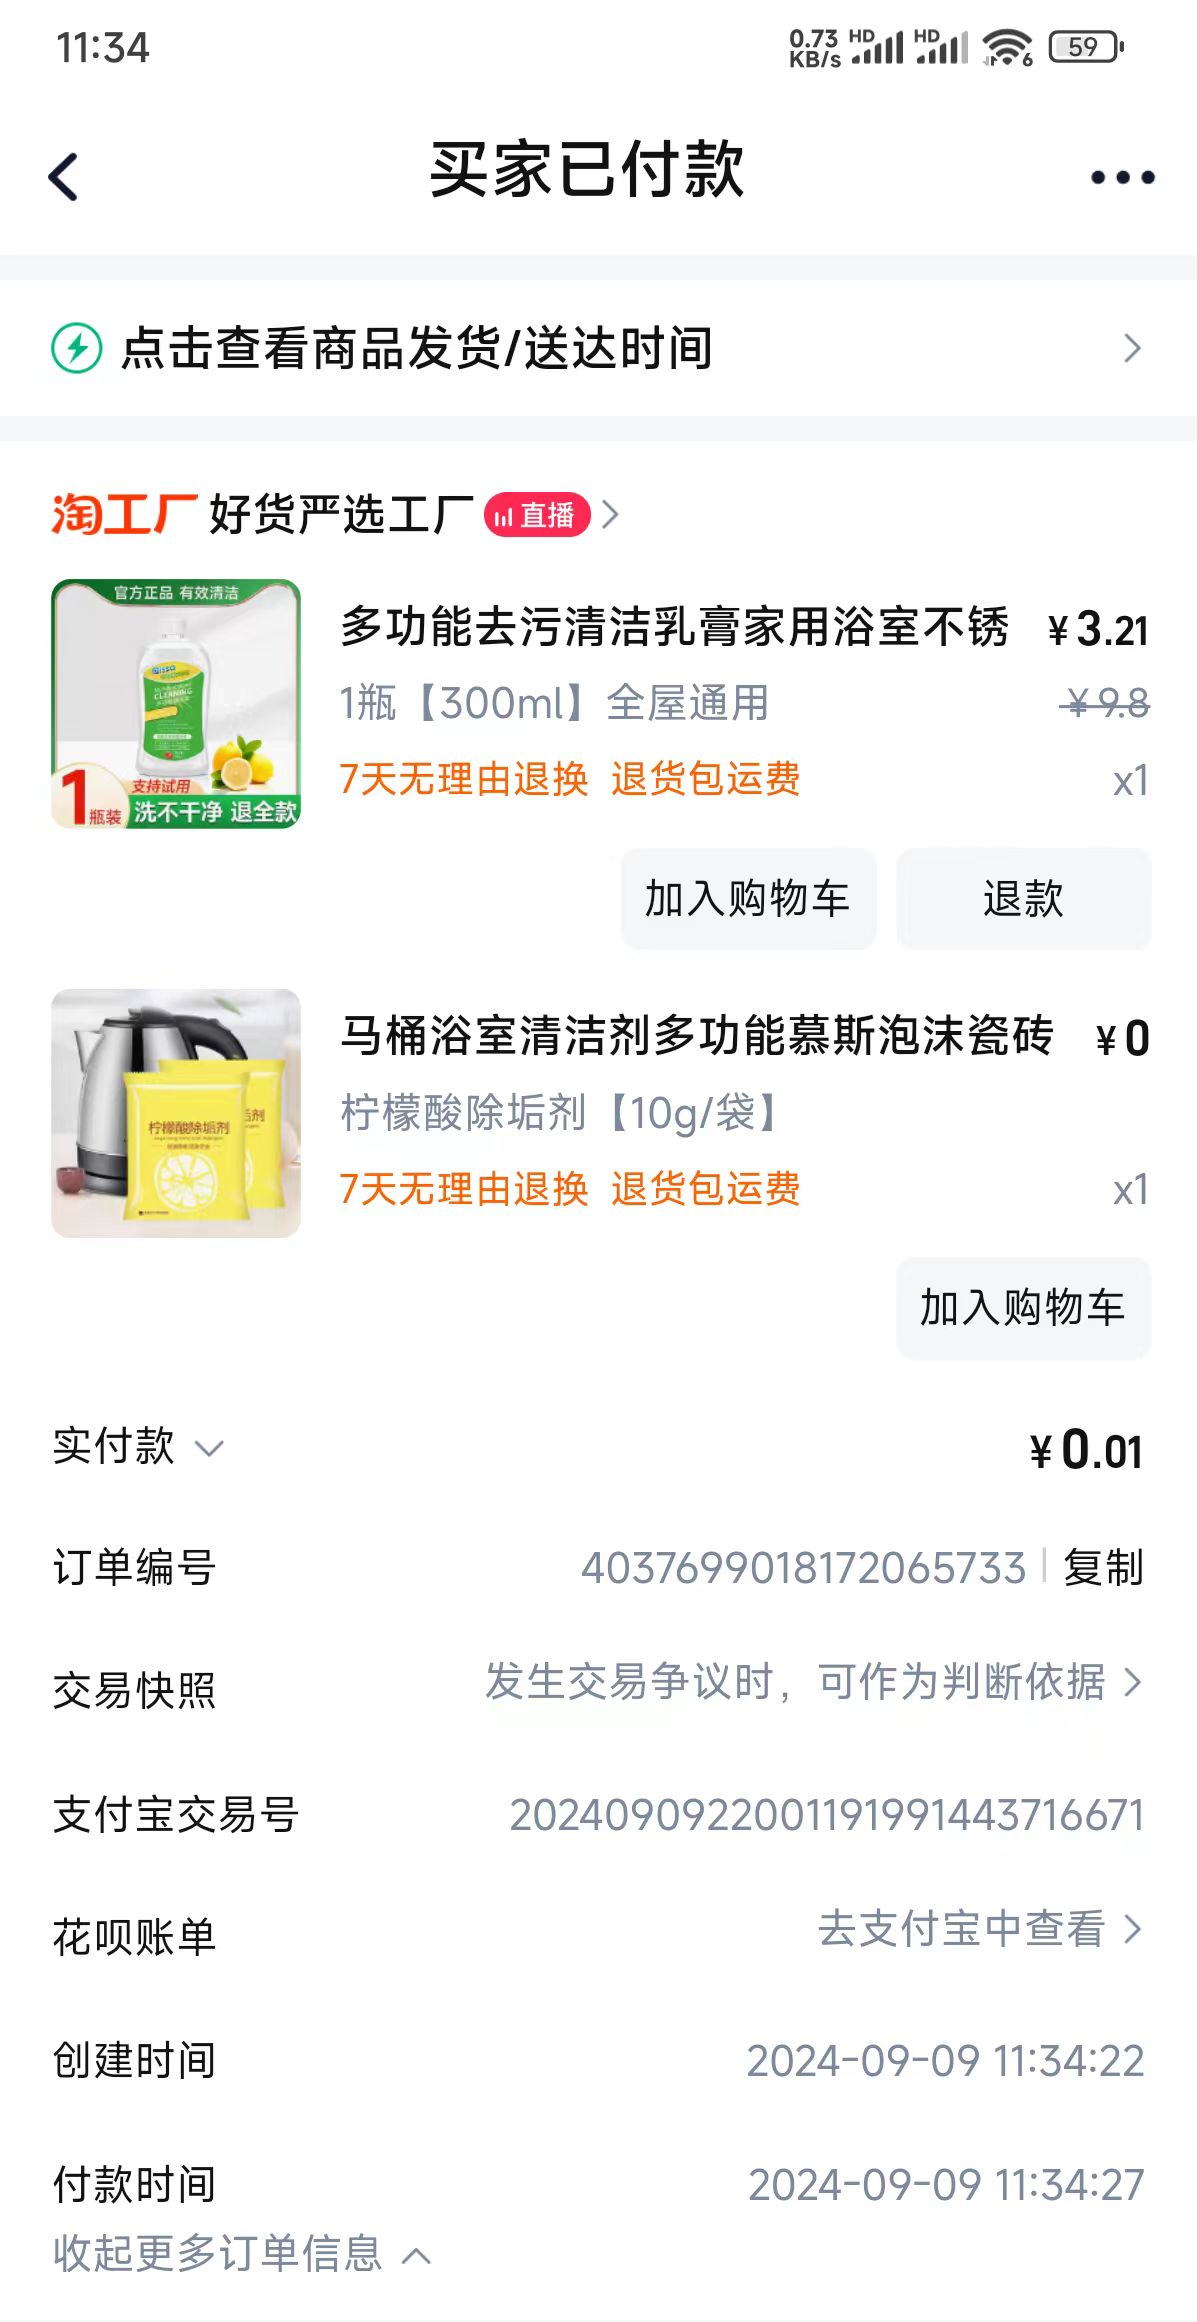 11:34
0.73 KB/s HD HD 6 59
买家已付款
点击查看商品发货/送达时间
淘工厂 好货严选工厂 直播
官方正品 有效清洁
CLEANING
支持试用
1瓶装 洗不干净 退全款
多功能去污清洁乳膏家用浴室不锈 ¥3.21
1瓶【300ml】全屋通用 ¥9.8
7天无理由退换 退货包运费 x1
加入购物车 退款
柠檬酸除垢剂
垢剂
马桶浴室清洁剂多功能慕斯泡沫瓷砖 ¥0
柠檬酸除垢剂【10g/袋】
7天无理由退换 退货包运费 x1
加入购物车
实付款 ¥0.01
订单编号 4037699018172065733 复制
交易快照 发生交易争议时，可作为判断依据
支付宝交易号 2024090922001191991443716671
花呗账单 去支付宝中查看
创建时间 2024-09-09 11:34:22
付款时间 2024-09-09 11:34:27
收起更多订单信息